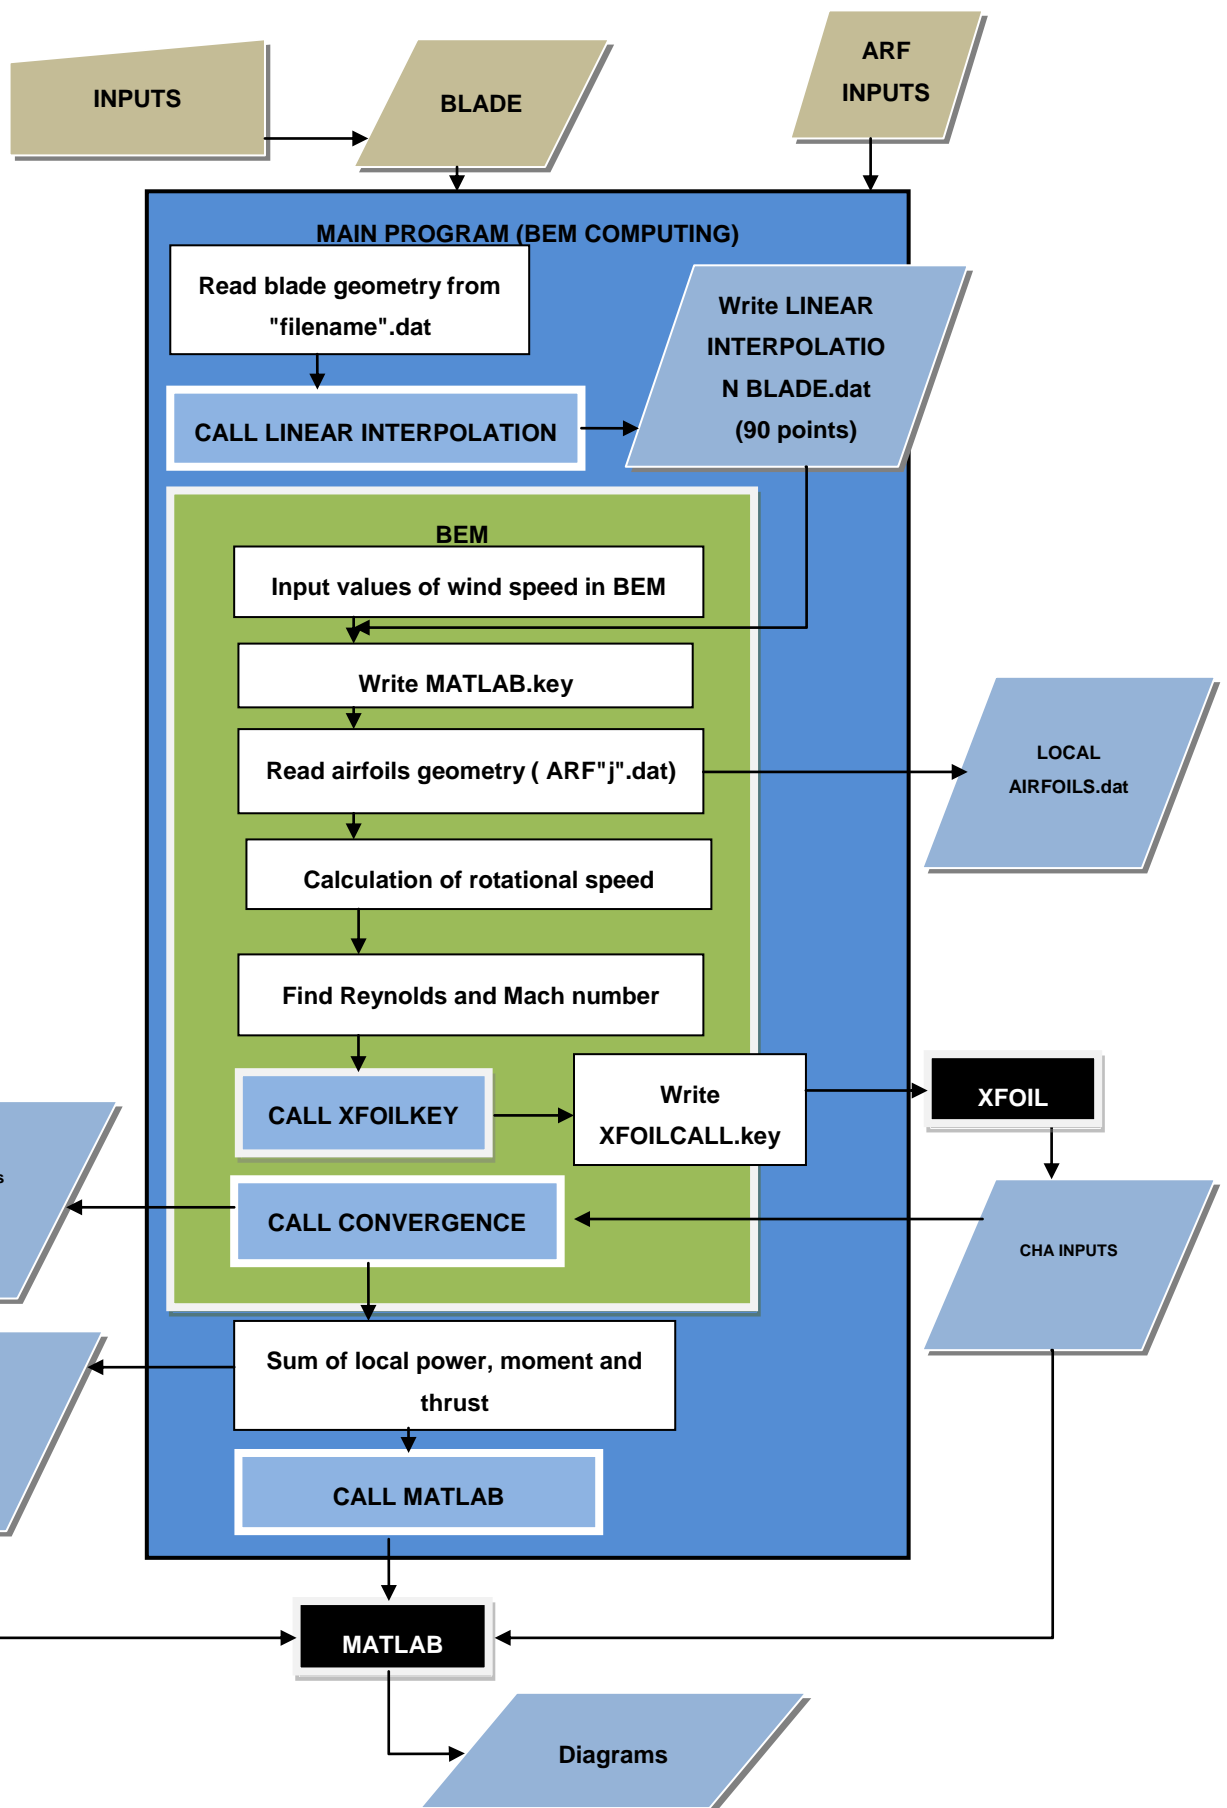 INPUTS
BLADE
ARF
INPUTS
MAIN PROGRAM (BEM COMPUTING)
Read blade geometry from
"filename".dat
Write LINEAR
INTERPOLATIO
N BLADE.dat
(90 points)
CALL LINEAR INTERPOLATION
BEM
Input values of wind speed in BEM
Write MATLAB.key
Read airfoils geometry ( ARF"j".dat)
LOCAL
AIRFOILS.dat
Calculation of rotational speed
Find Reynolds and Mach number
CALL XFOILKEY
Write
XFOILCALL.key
XFOIL
s
CALL CONVERGENCE
CHA INPUTS
Sum of local power, moment and
thrust
CALL MATLAB
MATLAB
Diagrams